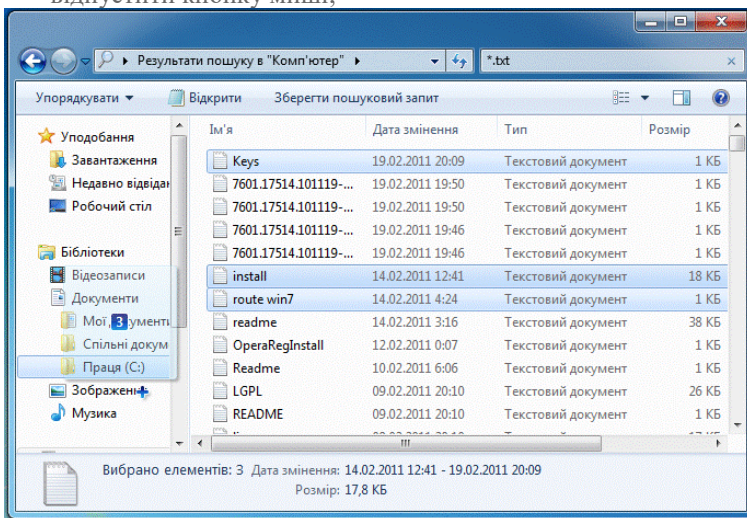 відпустити кнопку миші;
Результати пошуку в "Комп'ютер"
*.txt
Упорядкувати
Відкрити
Зберегти пошуковий запит
Уподобання
Завантаження
Недавно відвідан
Робочий стіл
Бібліотеки
Відеозаписи
Документи
Мої 3 ументи
Спільні докум
Праця (C:)
Зображення
Музика
Ім'я Дата змінення Тип Розмір
Keys 19.02.2011 20:09 Текстовий документ 1 КБ
7601.17514.101119-... 19.02.2011 19:50 Текстовий документ 1 КБ
7601.17514.101119-... 19.02.2011 19:50 Текстовий документ 1 КБ
7601.17514.101119-... 19.02.2011 19:46 Текстовий документ 1 КБ
7601.17514.101119-... 19.02.2011 19:46 Текстовий документ 1 КБ
install 14.02.2011 12:41 Текстовий документ 18 КБ
route win7 14.02.2011 4:24 Текстовий документ 1 КБ
readme 14.02.2011 3:16 Текстовий документ 38 КБ
OperaRegInstall 12.02.2011 0:07 Текстовий документ 1 КБ
Readme 10.02.2011 6:06 Текстовий документ 1 КБ
LGPL 09.02.2011 20:10 Текстовий документ 26 КБ
README 09.02.2011 20:10 Текстовий документ 1 КБ
Вибрано елементів: 3 Дата змінення: 14.02.2011 12:41 - 19.02.2011 20:09
Розмір: 17,8 КБ